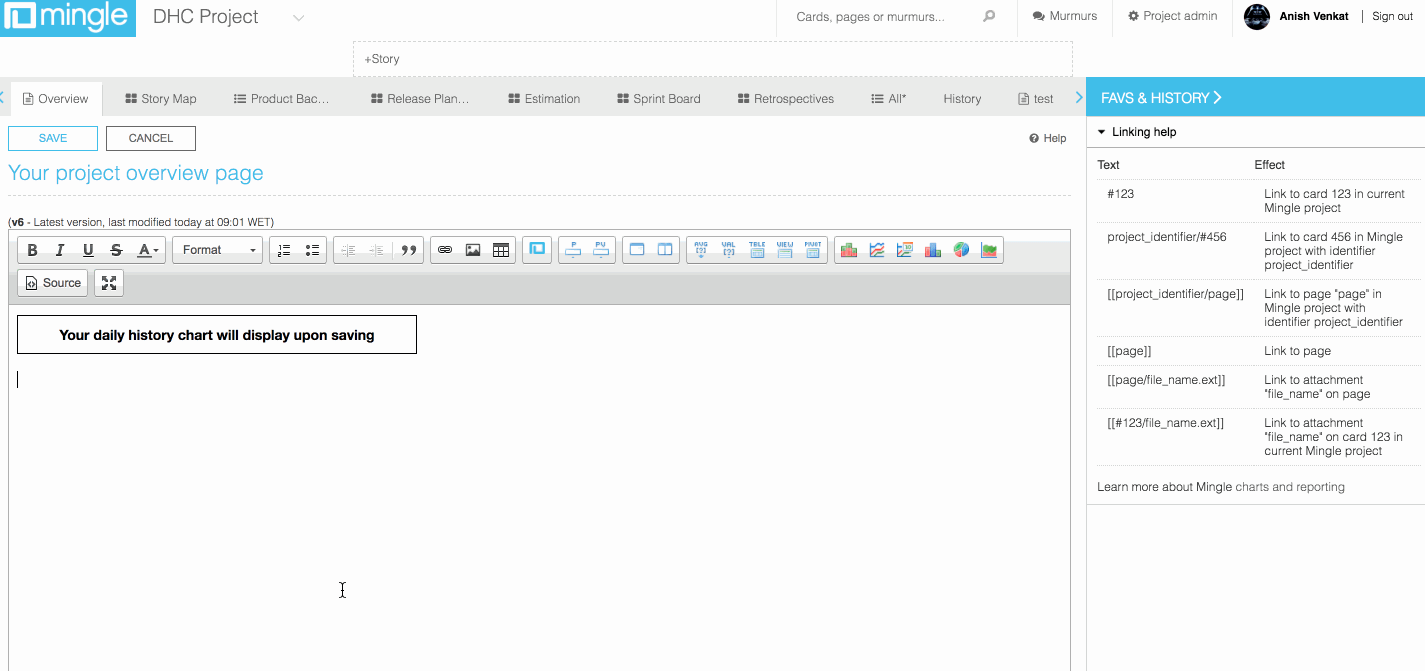 mingle
DHC Project
Cards, pages or murmurs...
Murmurs
Project admin
Anish Venkat
Sign out
+Story
Overview
Story Map
Product Bac...
Release Plan...
Estimation
Sprint Board
Retrospectives
All*
History
test
FAVS & HISTORY
SAVE
CANCEL
Help
Your project overview page
(v6 - Latest version, last modified today at 09:01 WET)
B
I
U
S
A
Format
P
PV
AVG
VAL
TBLE
VIEW
PIVOT
Source
Your daily history chart will display upon saving
Linking help
Text
Effect
#123
Link to card 123 in current
Mingle project
project_identifier/#456
Link to card 456 in Mingle
project with identifier
project_identifier
[[project_identifier/page]]
Link to page "page" in
Mingle project with
identifier project_identifier
[[page]]
Link to page
[[page/file_name.ext]]
Link to attachment
"file_name" on page
[[#123/file_name.ext]]
Link to attachment
"file_name" on card 123 in
current Mingle project
Learn more about Mingle charts and reporting